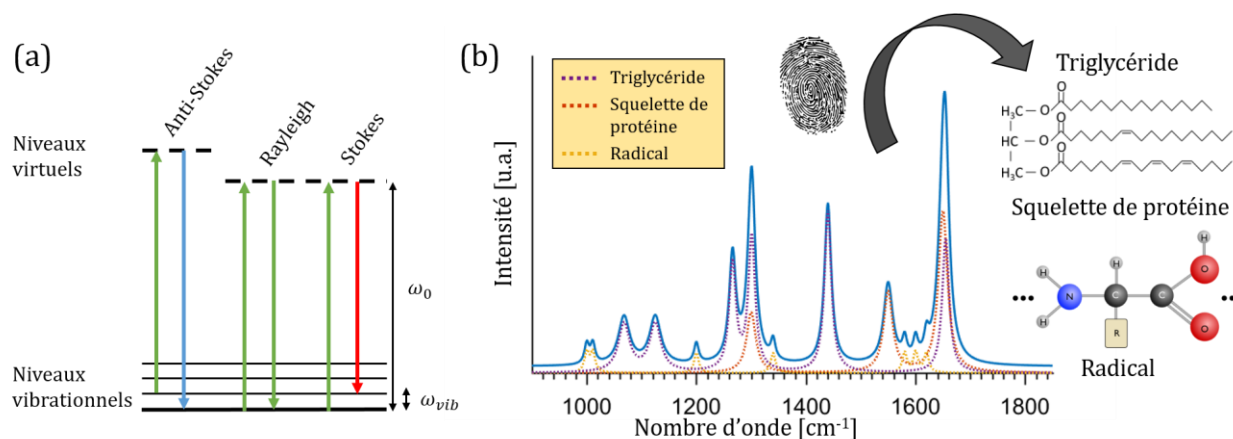 (a)
Anti-Stokes
Rayleigh
Stokes
Niveaux
virtuels
ω₀
Niveaux
vibrationnels
ω_vib
(b)
Triglycéride
Squelette de
protéine
Radical
Intensité [u.a.]
1000 1200 1400 1600 1800
Nombre d'onde [cm⁻¹]
Triglycéride
O
H₃C — O
O
HC — O
O
H₃C — O
Squelette de protéine
H
H
H
O
N
C
C
H
R
O
... ..
Radical